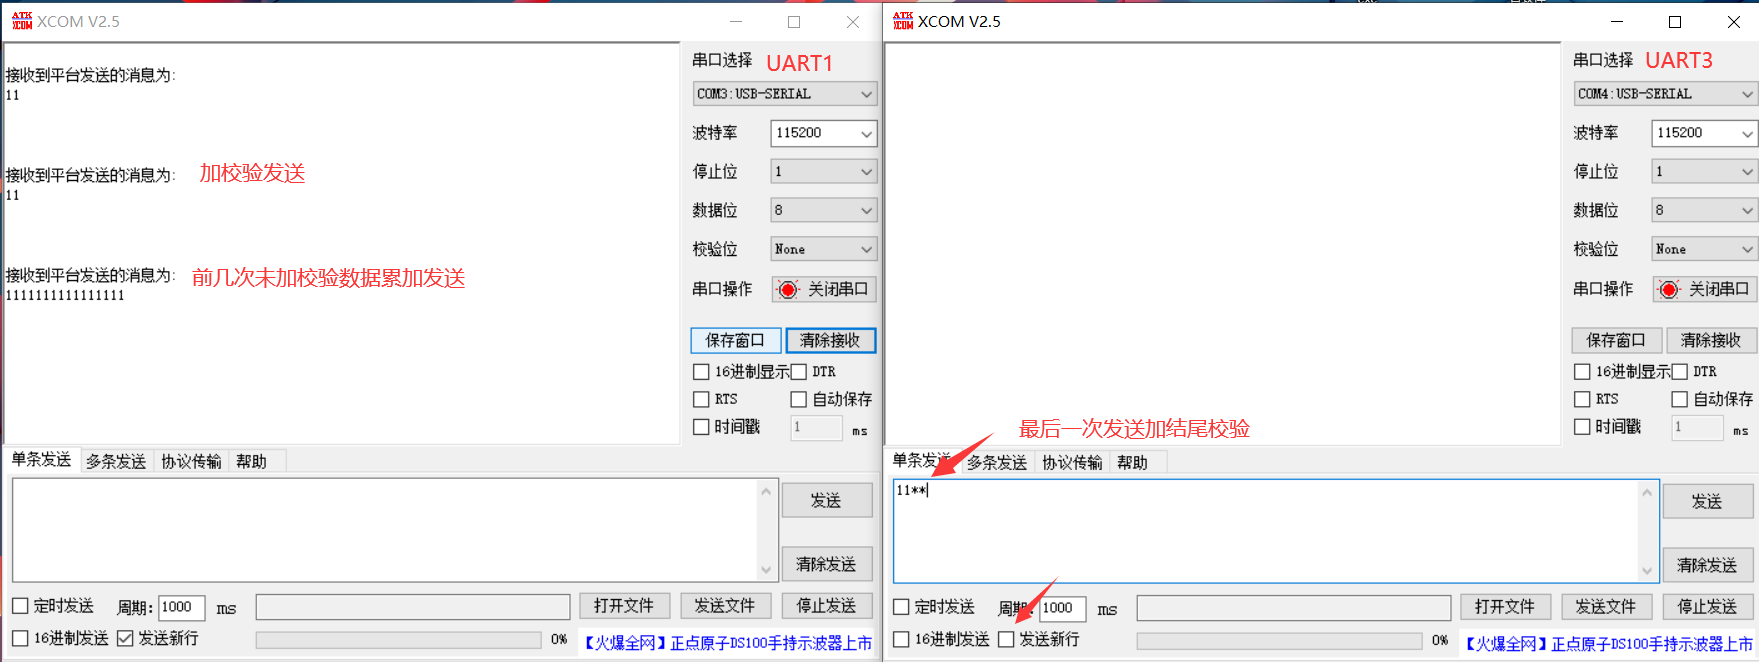 XCOM V2.5
接收到平台发送的消息为:
11
接收到平台发送的消息为: 加校验发送
11
接收到平台发送的消息为: 前几次未加校验数据累加发送
1111111111111111
串口选择 UART1
COM3:USB-SERIAL
波特率 115200
停止位 1
数据位 8
校验位 None
串口操作 关闭串口
保存窗口 清除接收
16进制显示 DTR
RTS 自动保存
时间戳 1 ms
单条发送 多条发送 协议传输 帮助
发送
清除发送
定时发送 周期: 1000 ms 打开文件 发送文件 停止发送
16进制发送 发送新行 0% 【火爆全网】正点原子DS100手持示波器上市
XCOM V2.5
串口选择 UART3
COM4:USB-SERIAL
波特率 115200
停止位 1
数据位 8
校验位 None
串口操作 关闭串口
保存窗口 清除接收
16进制显示 DTR
RTS 自动保存
时间戳 1 ms
最后一次发送加结尾校验
单条发送 多条发送 协议传输 帮助
11**
发送
清除发送
定时发送 周期: 1000 ms 打开文件 发送文件 停止发送
16进制发送 发送新行 0% 【火爆全网】正点原子DS100手持示波器上市